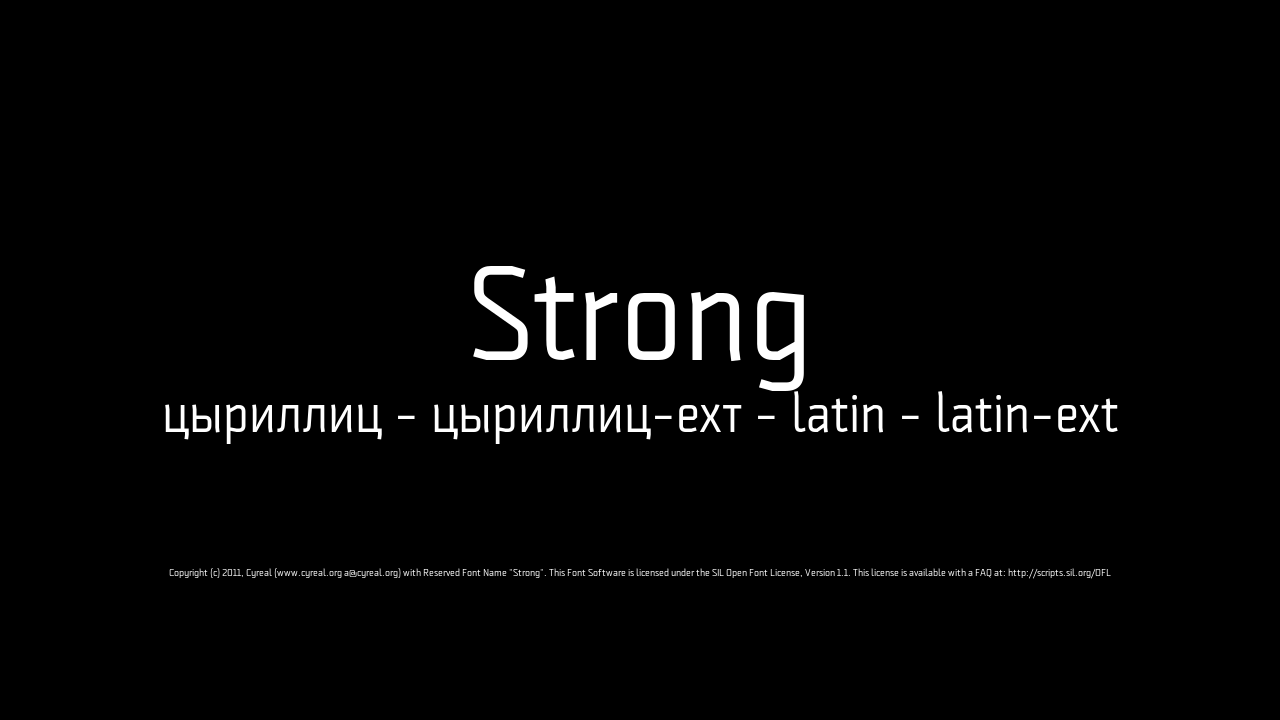 Strong
цыриллиц - цыриллиц-ехт - latin - latin-ext
Copyright (c) 2011, Cyreal (www.cyreal.org a@cyreal.org) with Reserved Font Name "Strong". This Font Software is licensed under the SIL Open Font License, Version 1.1. This license is available with a FAQ at: http://scripts.sil.org/OFL